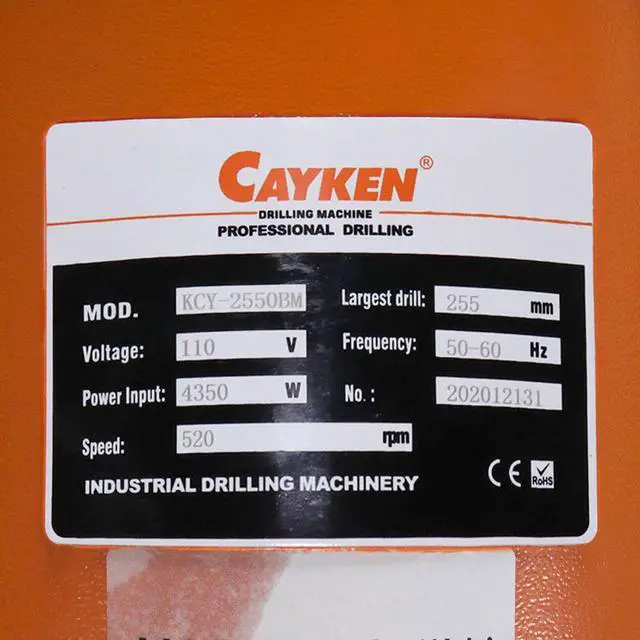 CAYKEN®
DRILLING MACHINE
PROFESSIONAL DRILLING
MOD. KCY-2550BM Largest drill: 255 mm
Voltage: 110 V Frequency: 50-60 Hz
Power Input: 4350 W No.: 202012131
Speed: 520 rpm
INDUSTRIAL DRILLING MACHINERY CE RoHS